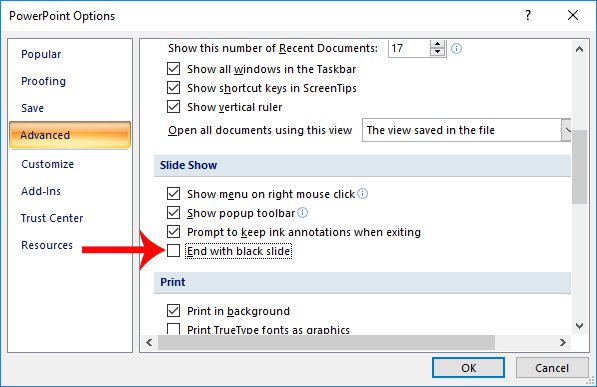 PowerPoint Options
Popular
Proofing
Save
Advanced
Customize
Add-Ins
Trust Center
Resources
Show this number of Recent Documents: 17
Show all windows in the Taskbar
Show shortcut keys in ScreenTips
Show vertical ruler
Open all documents using this view The view saved in the file
Slide Show
Show menu on right mouse click
Show popup toolbar
Prompt to keep ink annotations when exiting
End with black slide
Print
Print in background
Print TrueType fonts as graphics
OK Cancel